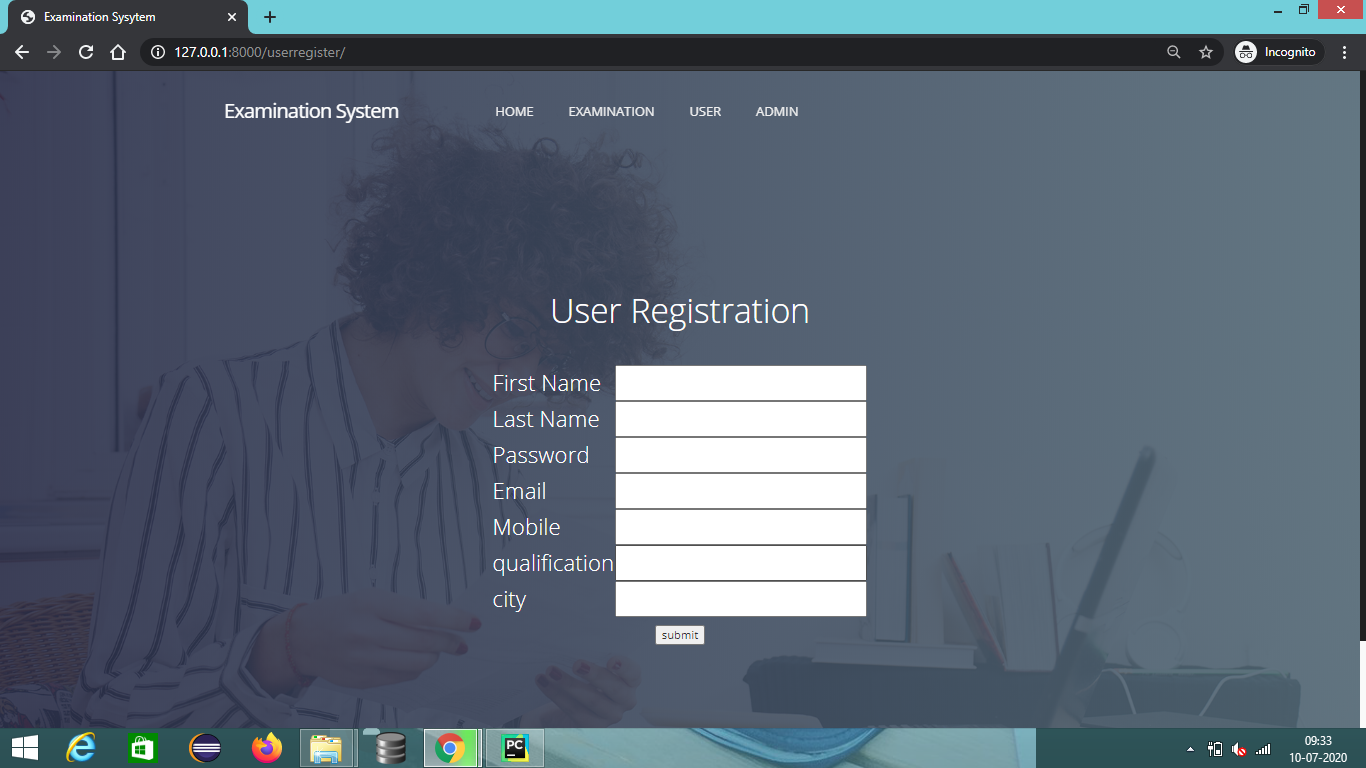 Examination Sysytem
127.0.0.1:8000/userregister/
Incognito
Examination System HOME EXAMINATION USER ADMIN
User Registration
First Name
Last Name
Password
Email
Mobile
qualification
city
submit
PC
09:33
10-07-2020